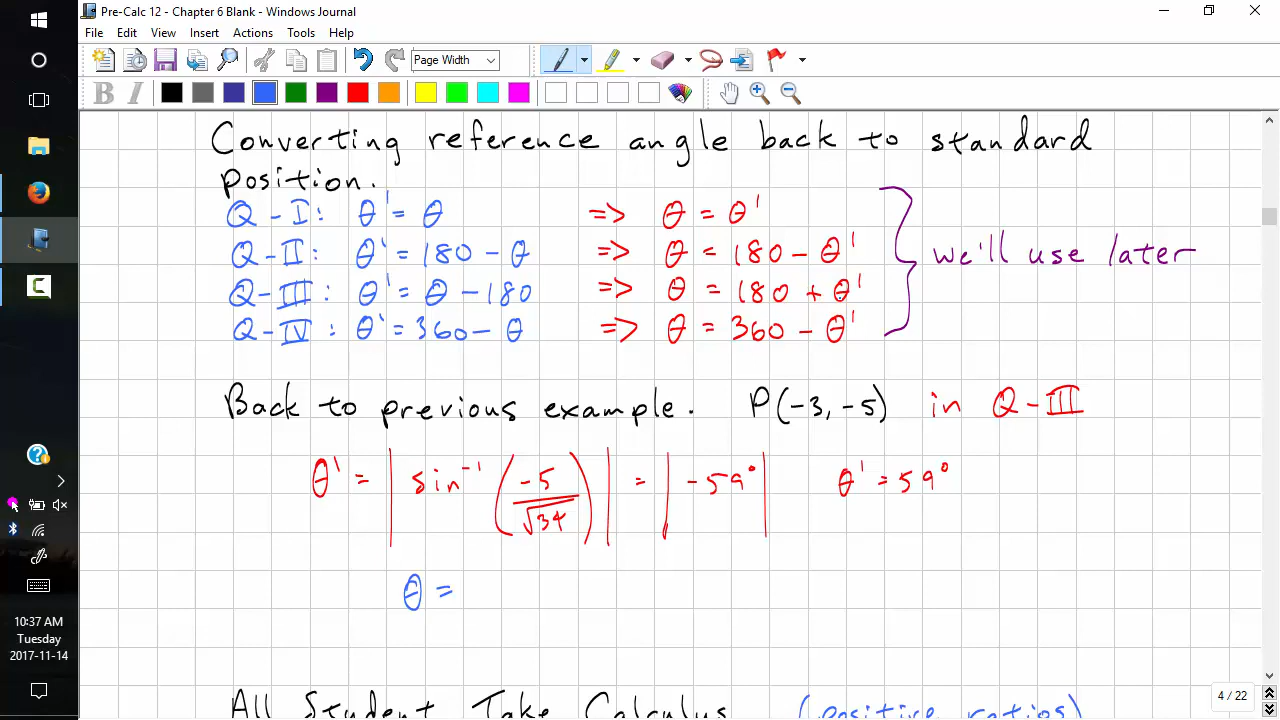 Pre-Calc 12 - Chapter 6 Blank - Windows Journal
File Edit View Insert Actions Tools Help
Page Width
B I
Converting reference angle back to standard
position.
Q-I: θ' = θ => θ = θ'
Q-II: θ' = 180 - θ => θ = 180 - θ'
Q-III: θ' = θ - 180 => θ = 180 + θ'
Q-IV: θ' = 360 - θ => θ = 360 - θ'
we'll use later
Back to previous example. P(-3, -5) in Q-III
θ' = | sin⁻¹ (-5/√34) | = | -59° | θ' = 59°
θ =
All Student Take Calculus (positive ratios)
10:37 AM
Tuesday
2017-11-14
4 / 22